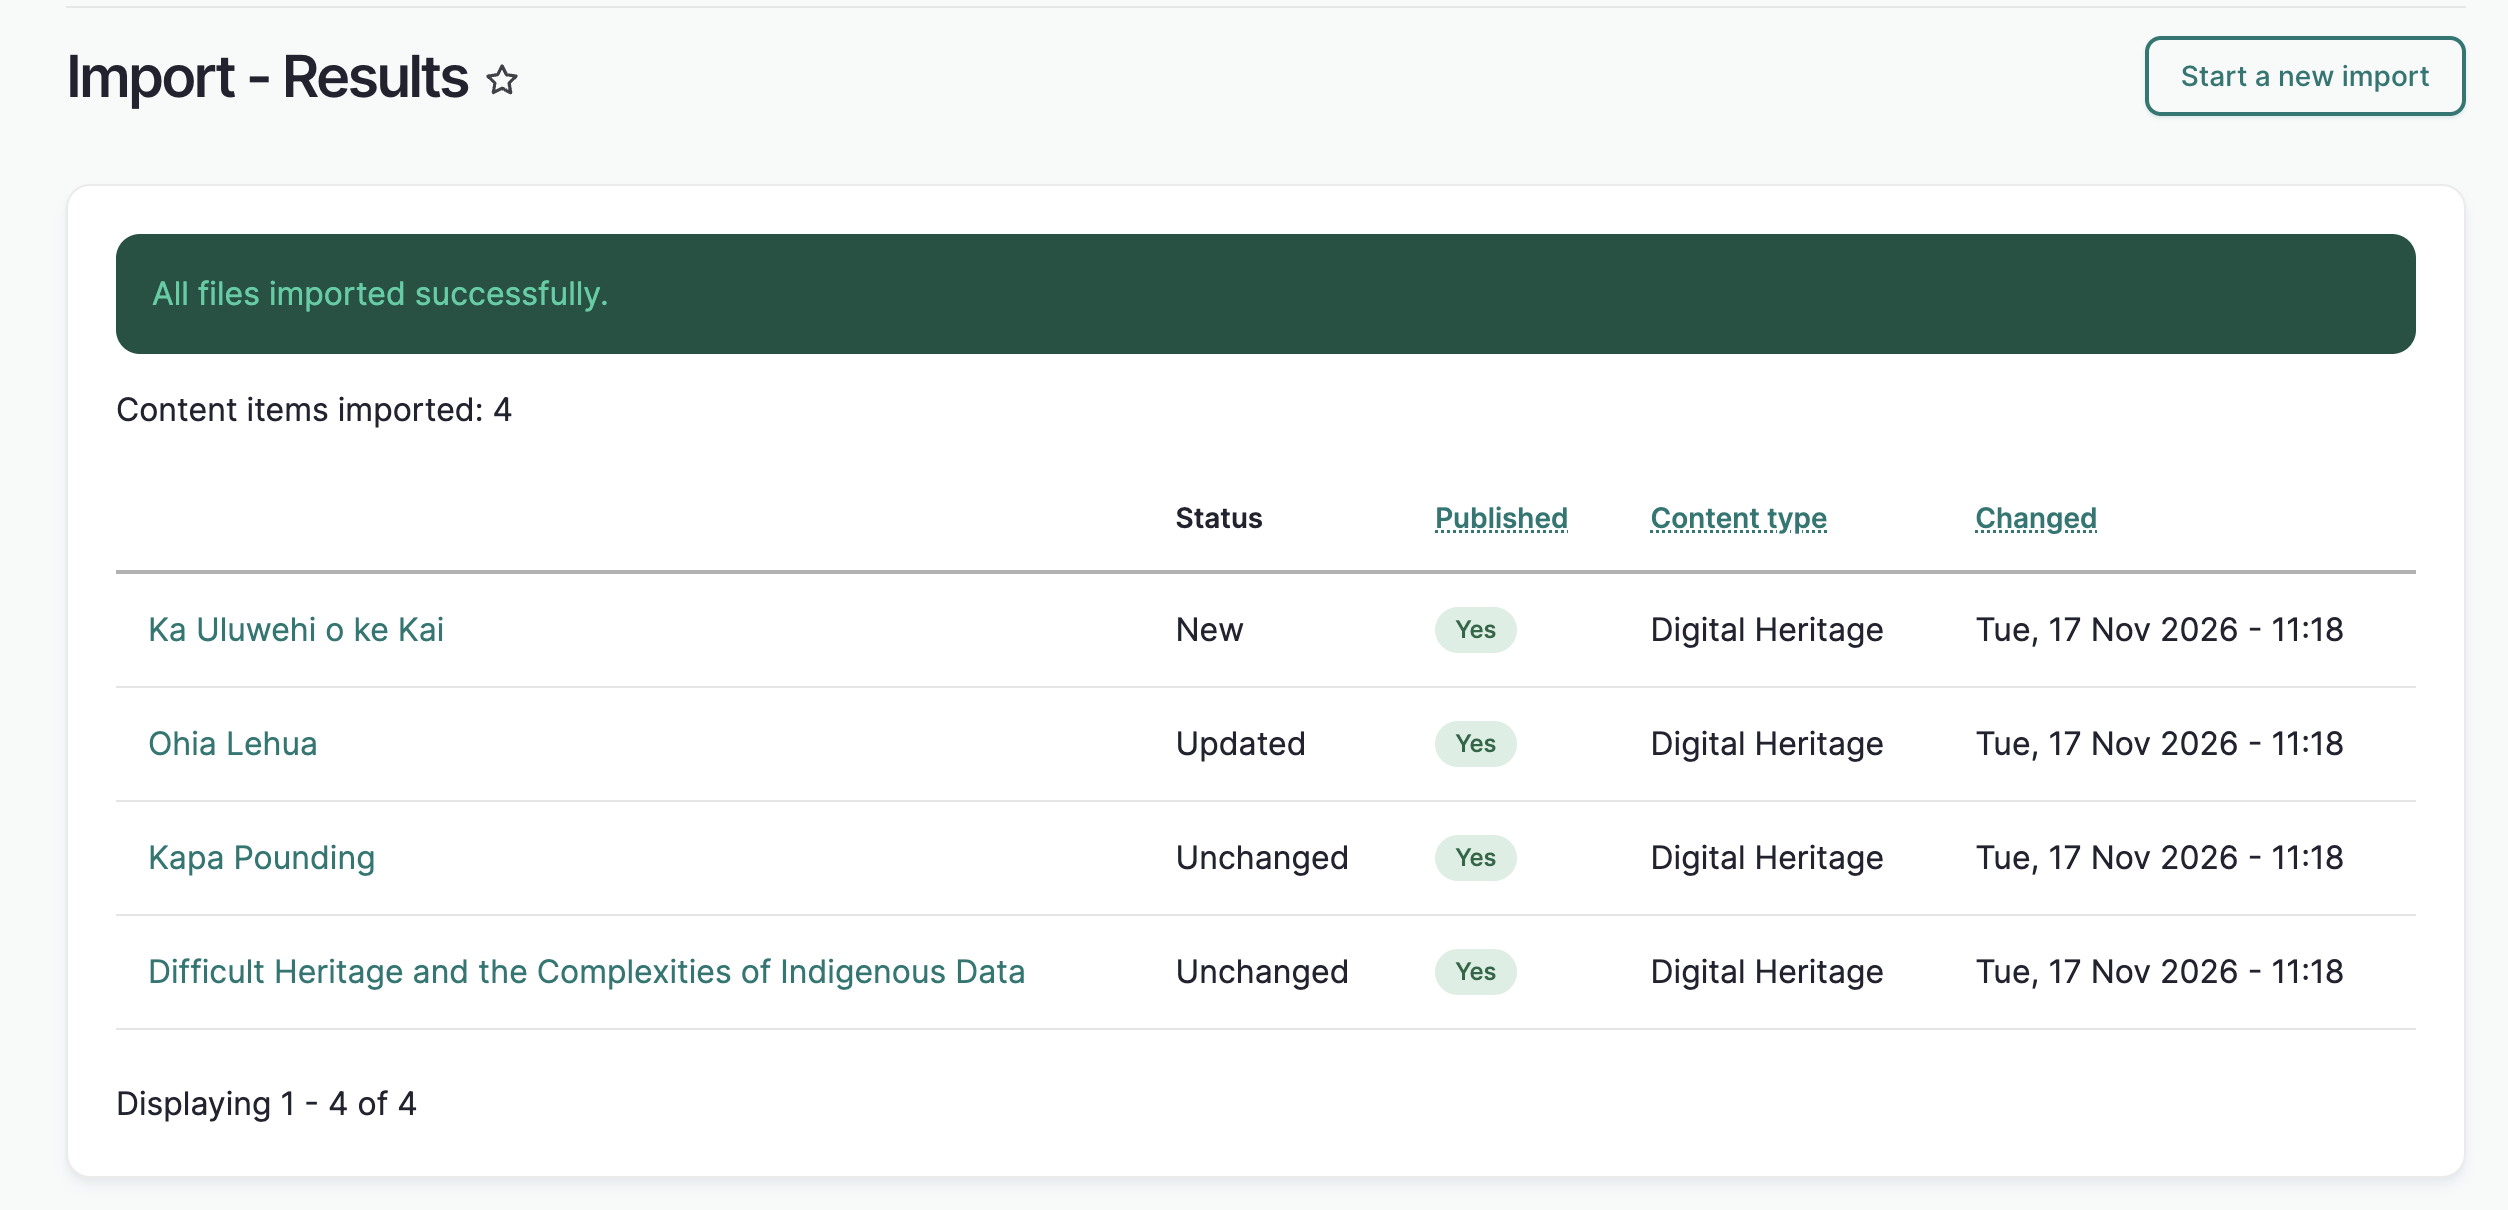 Import - Results
Start a new import
All files imported successfully.
Content items imported: 4
Status Published Content type Changed
Ka Uluwehi o ke Kai New Yes Digital Heritage Tue, 17 Nov 2026 - 11:18
Ohia Lehua Updated Yes Digital Heritage Tue, 17 Nov 2026 - 11:18
Kapa Pounding Unchanged Yes Digital Heritage Tue, 17 Nov 2026 - 11:18
Difficult Heritage and the Complexities of Indigenous Data Unchanged Yes Digital Heritage Tue, 17 Nov 2026 - 11:18
Displaying 1 - 4 of 4